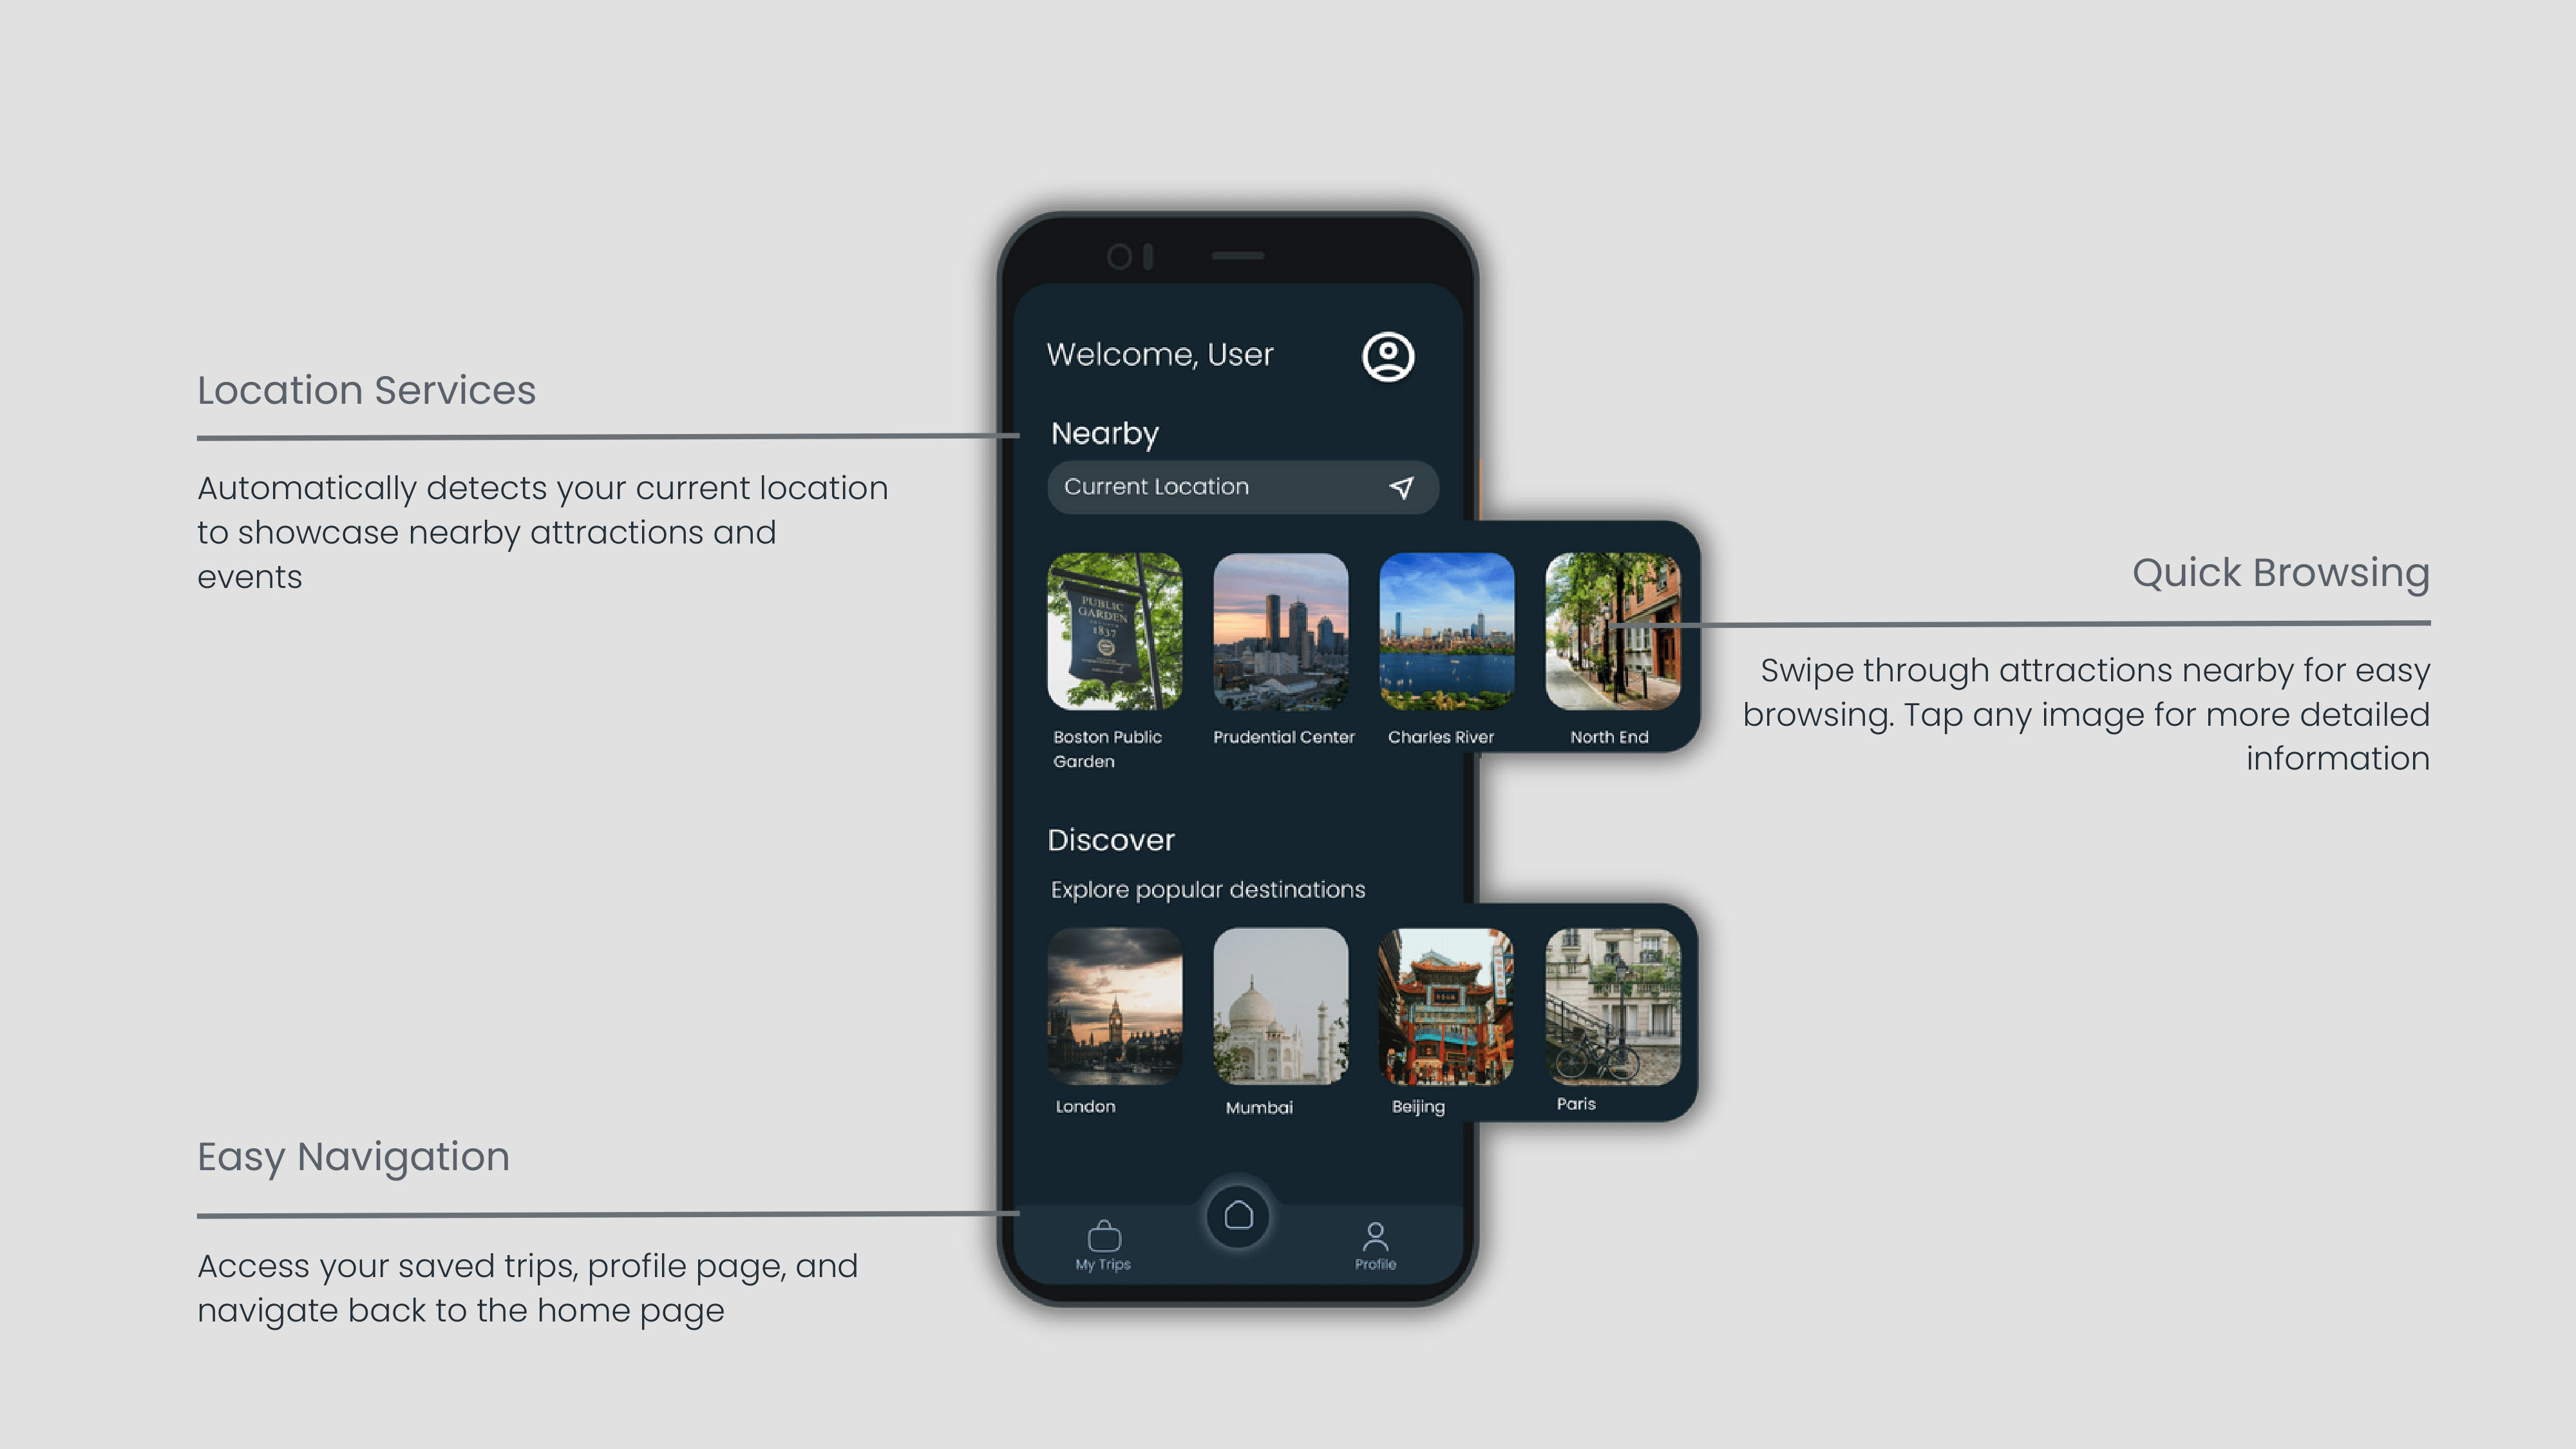 Location Services
Automatically detects your current location
to showcase nearby attractions and
events
Easy Navigation
Access your saved trips, profile page, and
navigate back to the home page
Welcome, User
Nearby
Current Location
PUBLIC
GARDEN
1837
Boston Public
Garden
Prudential Center
Charles River
North End
Discover
Explore popular destinations
London
Mumbai
Beijing
Paris
My Trips
Profile
Quick Browsing
Swipe through attractions nearby for easy
browsing. Tap any image for more detailed
information